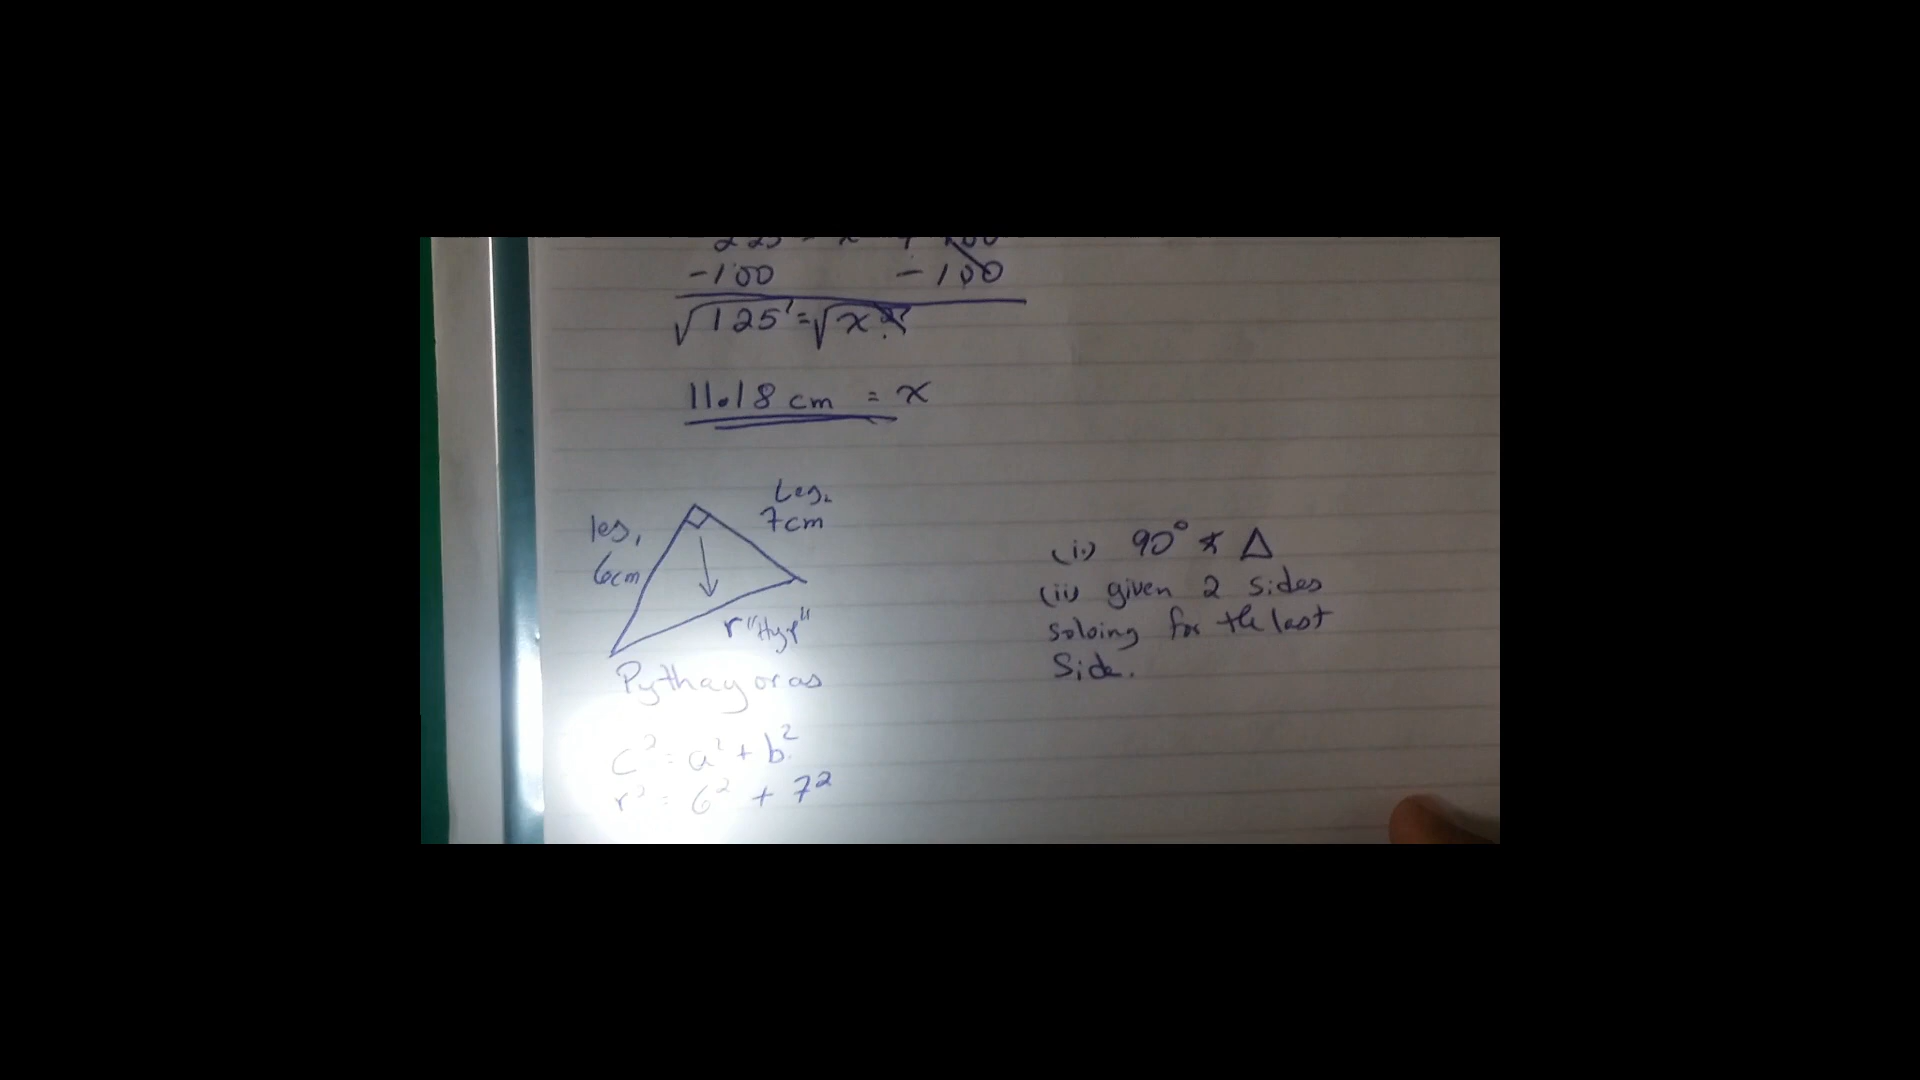 -100 - 100
√125 = √x²
11.18 cm = x
Leg₂
7cm
leg,
6cm
r "Hyp"
Pythagoras
c² = a² + b²
r² = 6² + 7²
(i) 90° ∡ △
(ii) given 2 sides
solving for the last
Side.